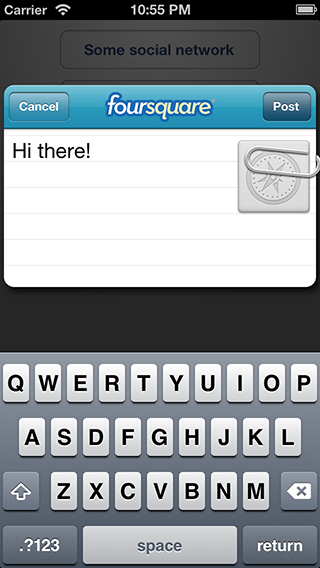 Carrier 10:55 PM
Some social network
Cancel foursquare Post
Hi there!
Q W E R T Y U I O P
A S D F G H J K L
Z X C V B N M
.?123 space return